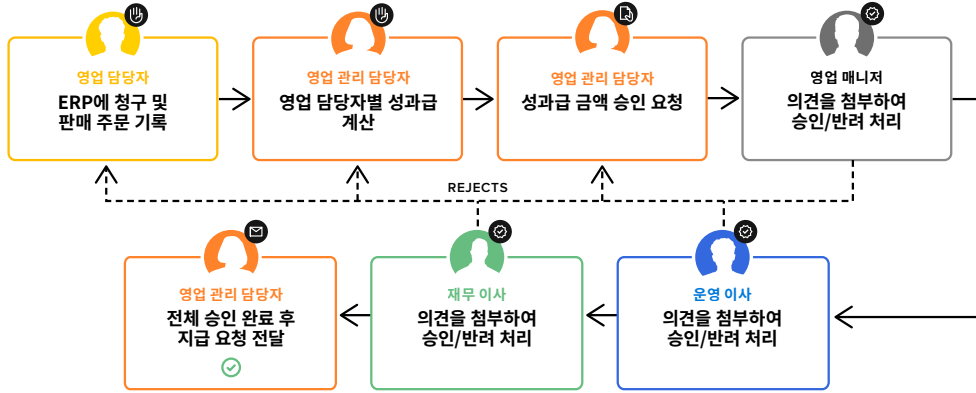 영업 담당자
ERP에 청구 및
판매 주문 기록
영업 관리 담당자
영업 담당자별 성과급
계산
영업 관리 담당자
성과급 금액 승인 요청
영업 매니저
의견을 첨부하여
승인/반려 처리
REJECTS
운영 이사
의견을 첨부하여
승인/반려 처리
재무 이사
의견을 첨부하여
승인/반려 처리
영업 관리 담당자
전체 승인 완료 후
지급 요청 전달